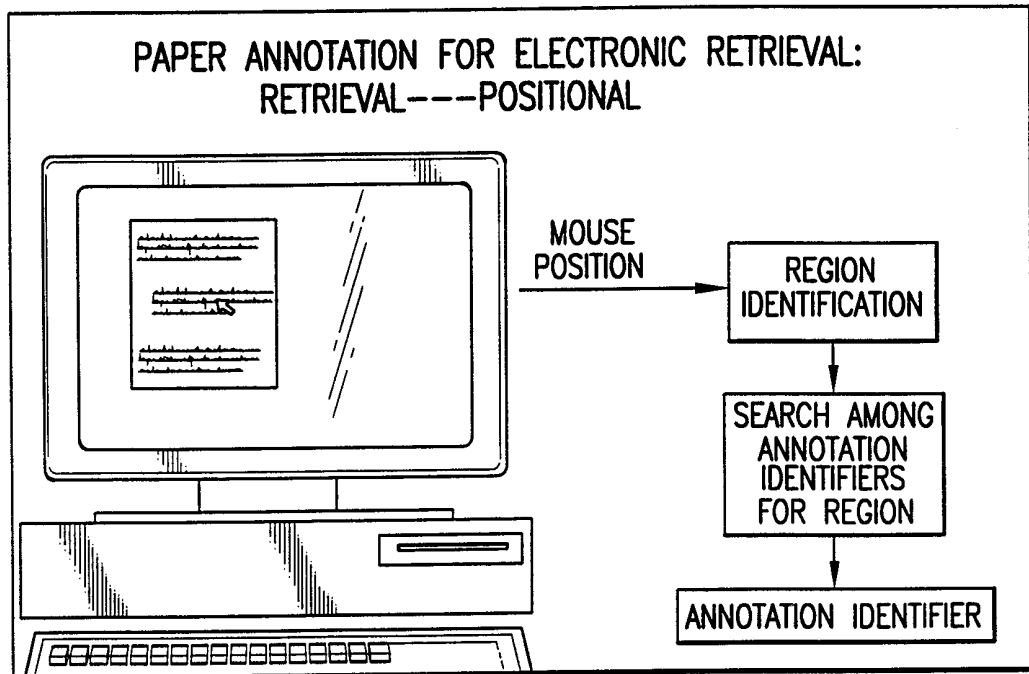 PAPER ANNOTATION FOR ELECTRONIC RETRIEVAL:
RETRIEVAL---POSITIONAL
MOUSE
POSITION
REGION
IDENTIFICATION
SEARCH AMONG
ANNOTATION
IDENTIFIERS
FOR REGION
ANNOTATION IDENTIFIER